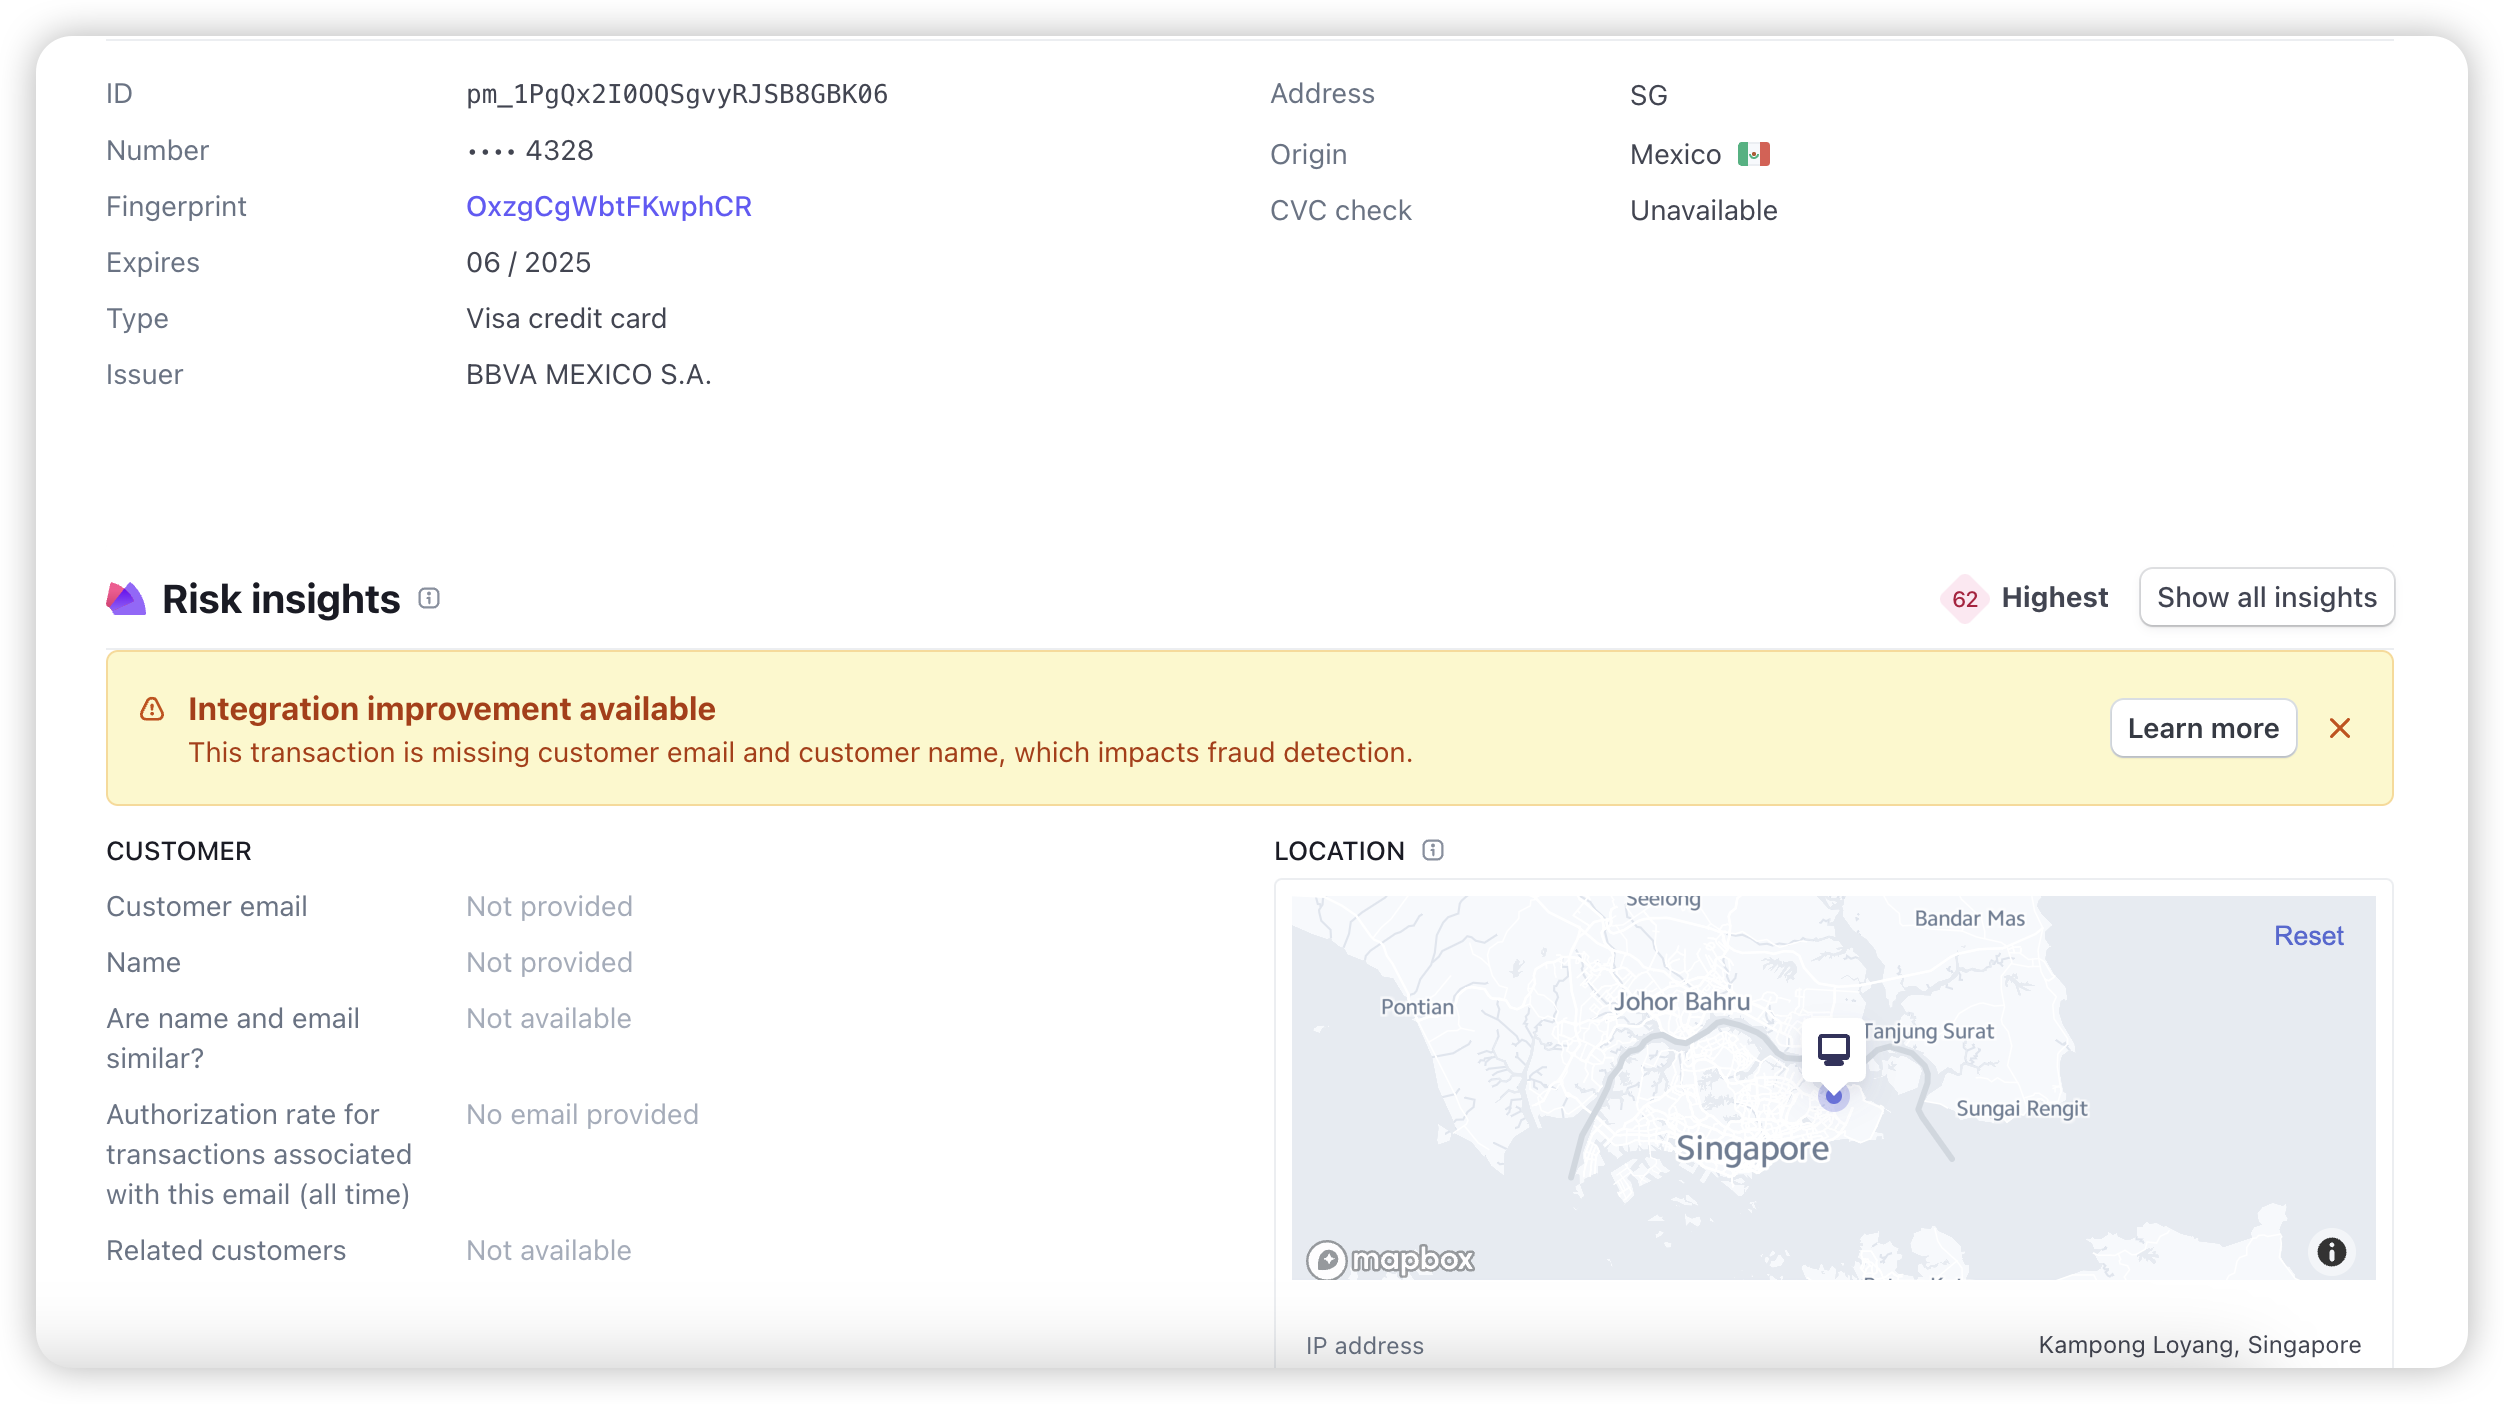 ID pm_1PgQx2I0OQSgvyRJSB8GBK06
Number •••• 4328
Fingerprint OxzgCgWbtFKwphCR
Expires 06 / 2025
Type Visa credit card
Issuer BBVA MEXICO S.A.
Address SG
Origin Mexico
CVC check Unavailable
Risk insights
62 Highest Show all insights
Integration improvement available
This transaction is missing customer email and customer name, which impacts fraud detection.
Learn more
CUSTOMER
Customer email Not provided
Name Not provided
Are name and email Not available
similar?
Authorization rate for No email provided
transactions associated
with this email (all time)
Related customers Not available
LOCATION
Seelong
Bandar Mas
Reset
Pontian
Johor Bahru
Tanjung Surat
Sungai Rengit
Singapore
mapbox
IP address Kampong Loyang, Singapore